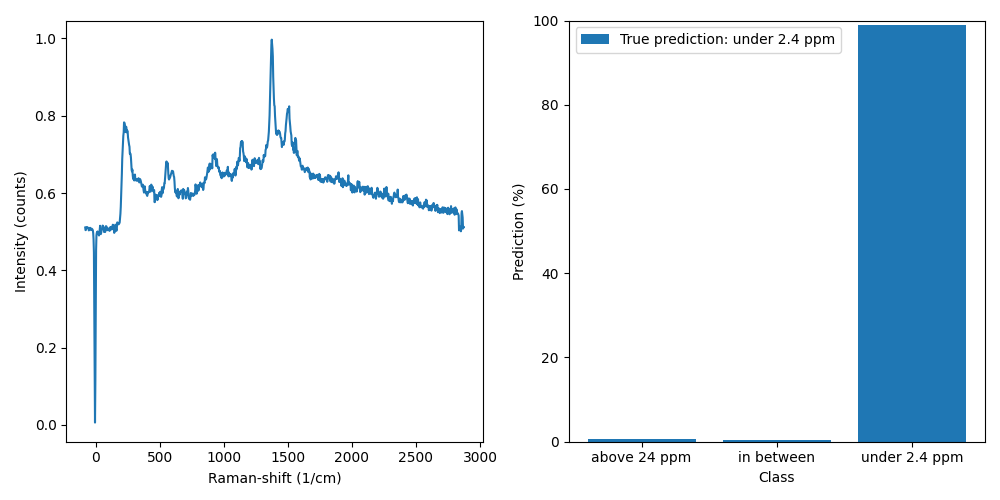 Intensity (counts)
1.0
0.8
0.6
0.4
0.2
0.0
0 500 1000 1500 2000 2500 3000
Raman-shift (1/cm)
Prediction (%)
100
80
60
40
20
0
True prediction: under 2.4 ppm
above 24 ppm in between under 2.4 ppm
Class